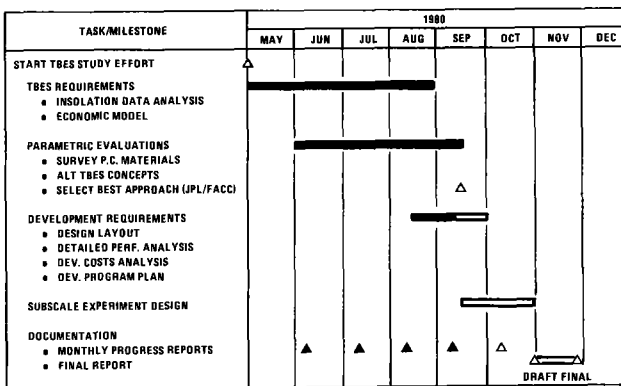 TASK/MILESTONE
1980
MAY JUN JUL AUG SEP OCT NOV DEC
START TBES STUDY EFFORT
TBES REQUIREMENTS
• INSOLATION DATA ANALYSIS
• ECONOMIC MODEL
PARAMETRIC EVALUATIONS
• SURVEY P.C. MATERIALS
• ALT TBES CONCEPTS
• SELECT BEST APPROACH (JPL/FACC)
DEVELOPMENT REQUIREMENTS
• DESIGN LAYOUT
• DETAILED PERF. ANALYSIS
• DEV. COSTS ANALYSIS
• DEV. PROGRAM PLAN
SUBSCALE EXPERIMENT DESIGN
DOCUMENTATION
• MONTHLY PROGRESS REPORTS
• FINAL REPORT
DRAFT FINAL